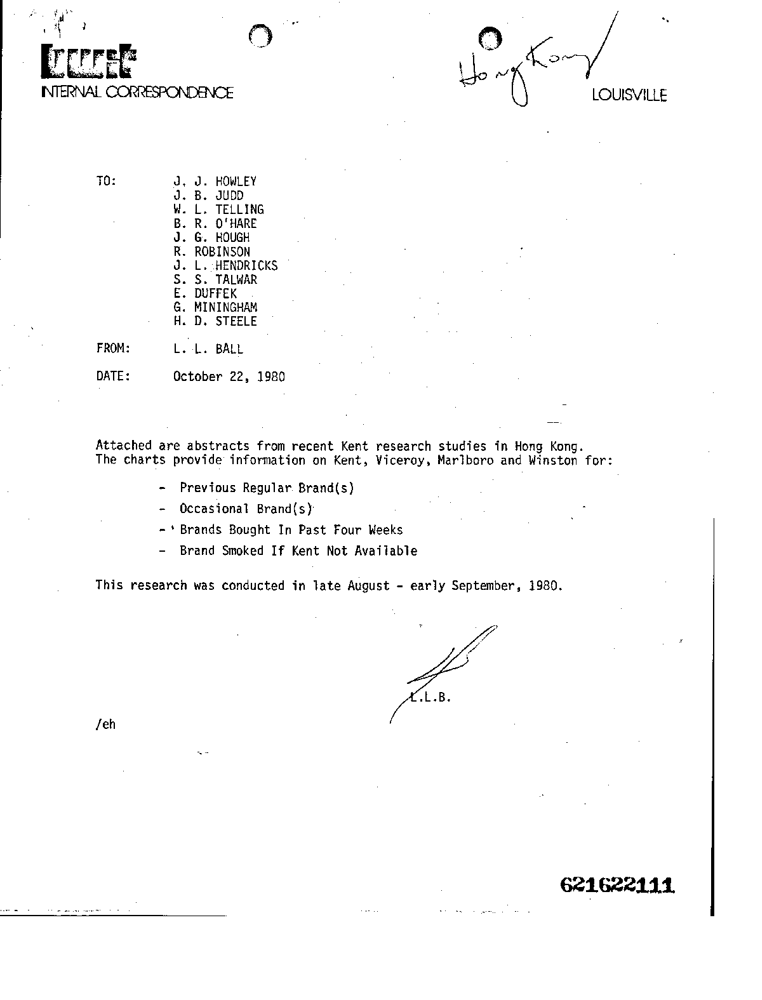 Hong Kong
INTERNAL CORRESPONDENCE
LOUISVILLE
TO: J. J. HOWLEY
J. B. JUDD
W. L. TELLING
B. R. O'HARE
J. G. HOUGH
R. ROBINSON
J. L. HENDRICKS
S. S. TALWAR
E. DUFFEK
G. MININGHAM
H. D. STEELE
FROM: L. L. BALL
DATE: October 22, 1980
Attached are abstracts from recent Kent research studies in Hong Kong.
The charts provide information on Kent, Viceroy, Marlboro and Winston for:
- Previous Regular Brand(s)
- Occasional Brand(s)
- Brands Bought In Past Four Weeks
- Brand Smoked If Kent Not Available
This research was conducted in late August - early September, 1980.
L.L.B.
/eh
621622111